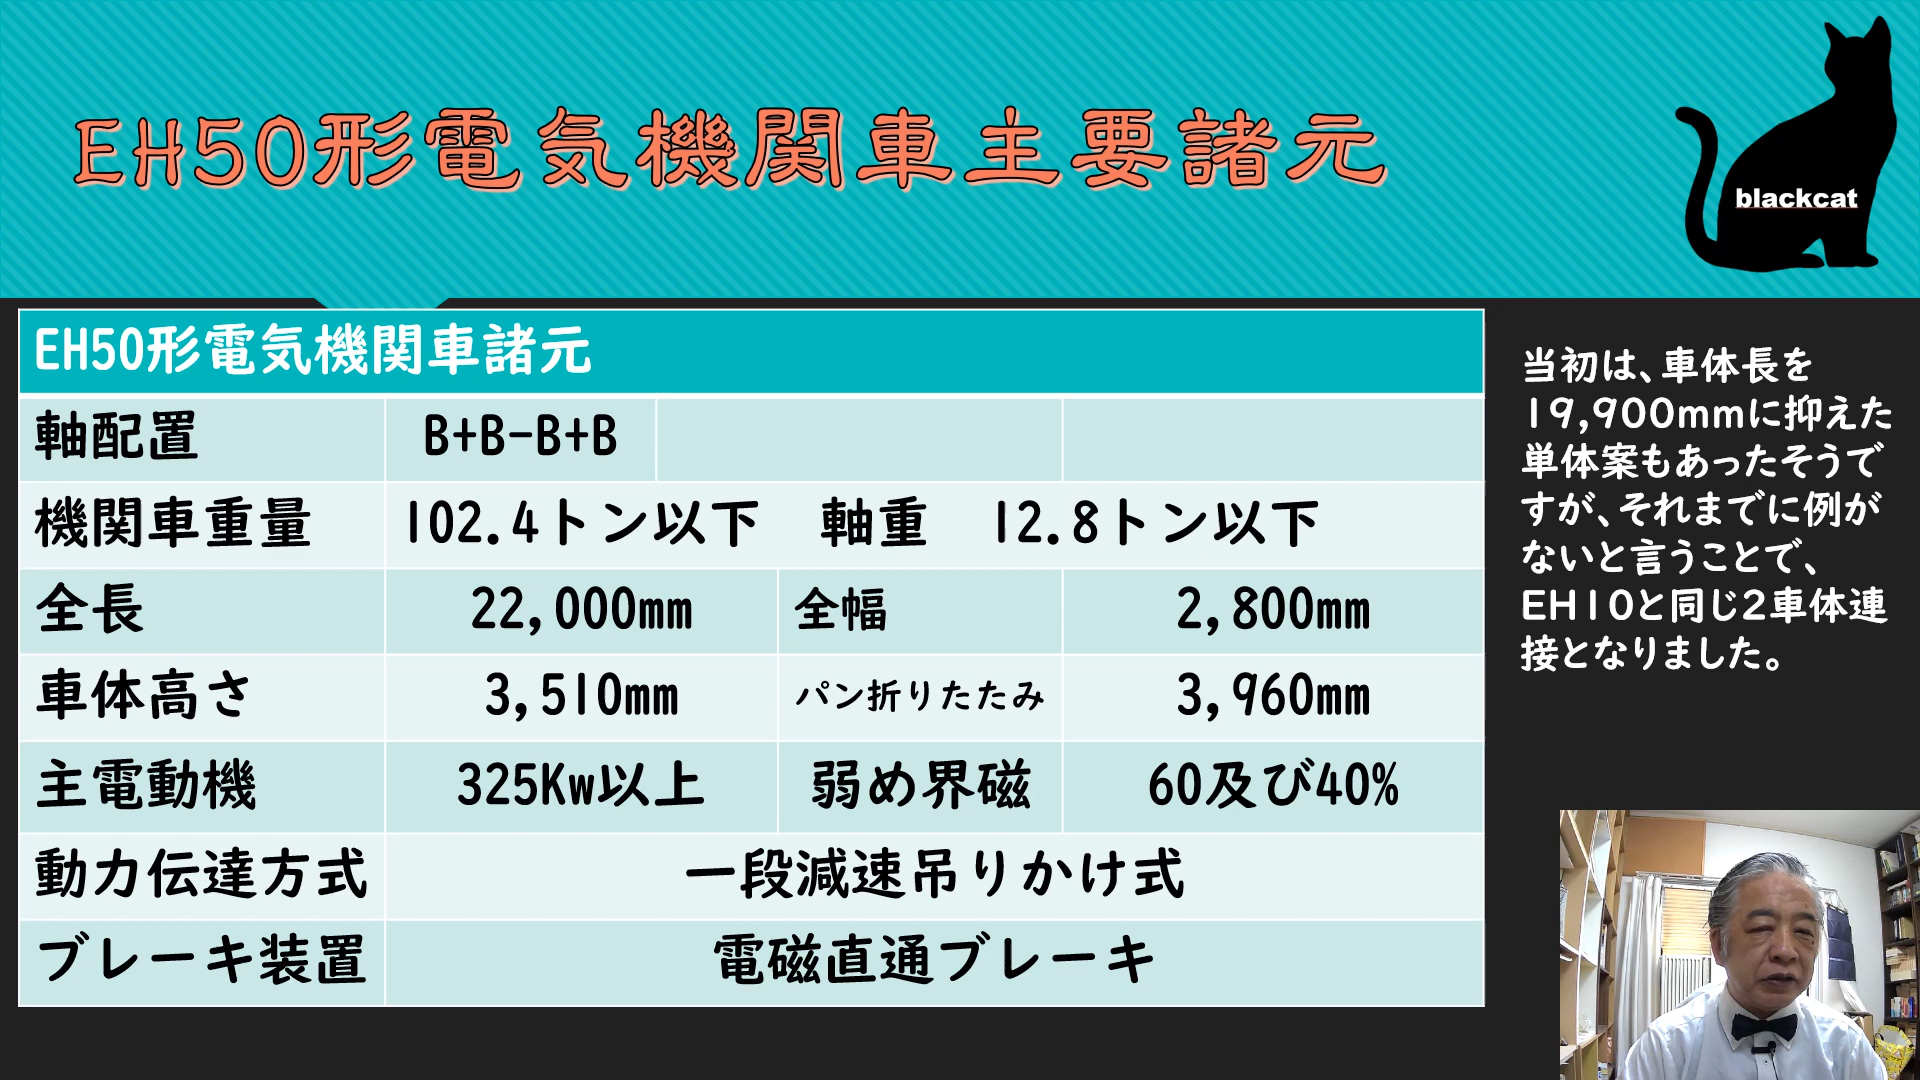 EH50形電気機関車主要諸元
blackcat
EH50形電気機関車諸元
軸配置 B+B-B+B
機関車重量 102.4トン以下 軸重 12.8トン以下
全長 22,000mm 全幅 2,800mm
車体高さ 3,510mm パン折りたたみ 3,960mm
主電動機 325Kw以上 弱め界磁 60及び40%
動力伝達方式 一段減速吊りかけ式
ブレーキ装置 電磁直通ブレーキ
当初は、車体長を
19,900mmに抑えた
単体案もあったそうで
すが、それまでに例が
ないと言うことで、
EH10と同じ2車体連
接となりました。